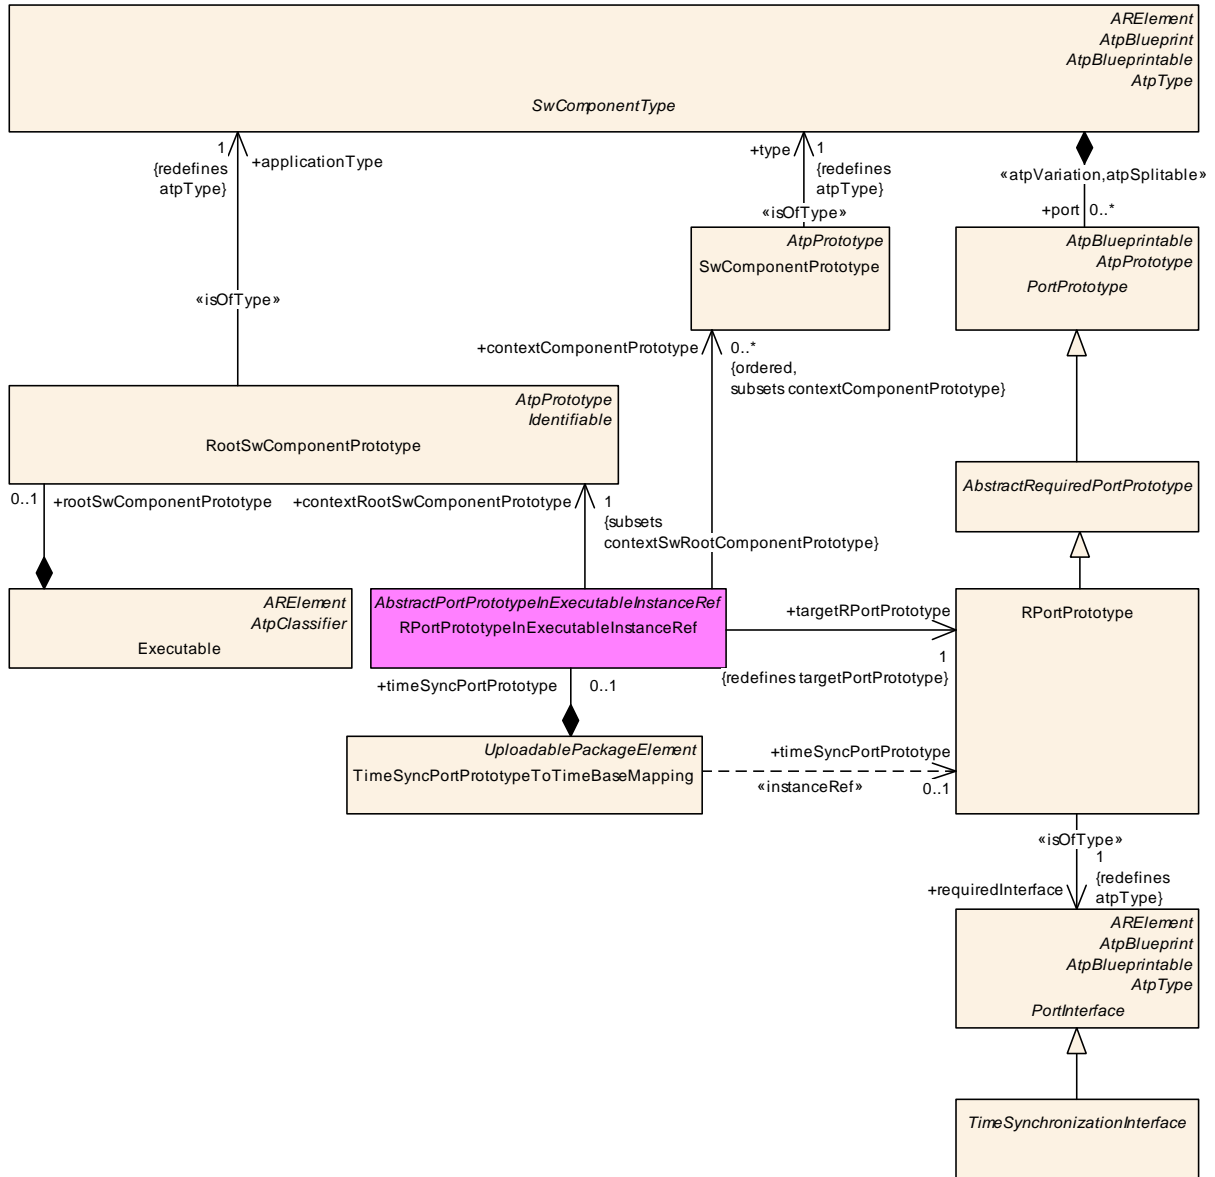 ARElement
AtpBlueprint
AtpBlueprintable
AtpType
SwComponentType
1
{redefines
atpType}
+applicationType
+type
1
{redefines
atpType}
«isOfType»
«atpVariation,atpSplitable»
+port 0..*
AtpPrototype
SwComponentPrototype
AtpBlueprintable
AtpPrototype
PortPrototype
«isOfType»
+contextComponentPrototype
0..*
{ordered,
subsets contextComponentPrototype}
AtpPrototype
Identifiable
RootSwComponentPrototype
AbstractRequiredPortPrototype
0..1
+rootSwComponentPrototype
+contextRootSwComponentPrototype
1
{subsets
contextSwRootComponentPrototype}
ARElement
AtpClassifier
Executable
AbstractPortPrototypeInExecutableInstanceRef
RPortPrototypeInExecutableInstanceRef
+targetRPortPrototype
1
{redefines targetPortPrototype}
RPortPrototype
+timeSyncPortPrototype
0..1
UploadablePackageElement
TimeSyncPortPrototypeToTimeBaseMapping
+timeSyncPortPrototype
«instanceRef»
0..1
«isOfType»
1
{redefines
atpType}
+requiredInterface
ARElement
AtpBlueprint
AtpBlueprintable
AtpType
PortInterface
TimeSynchronizationInterface